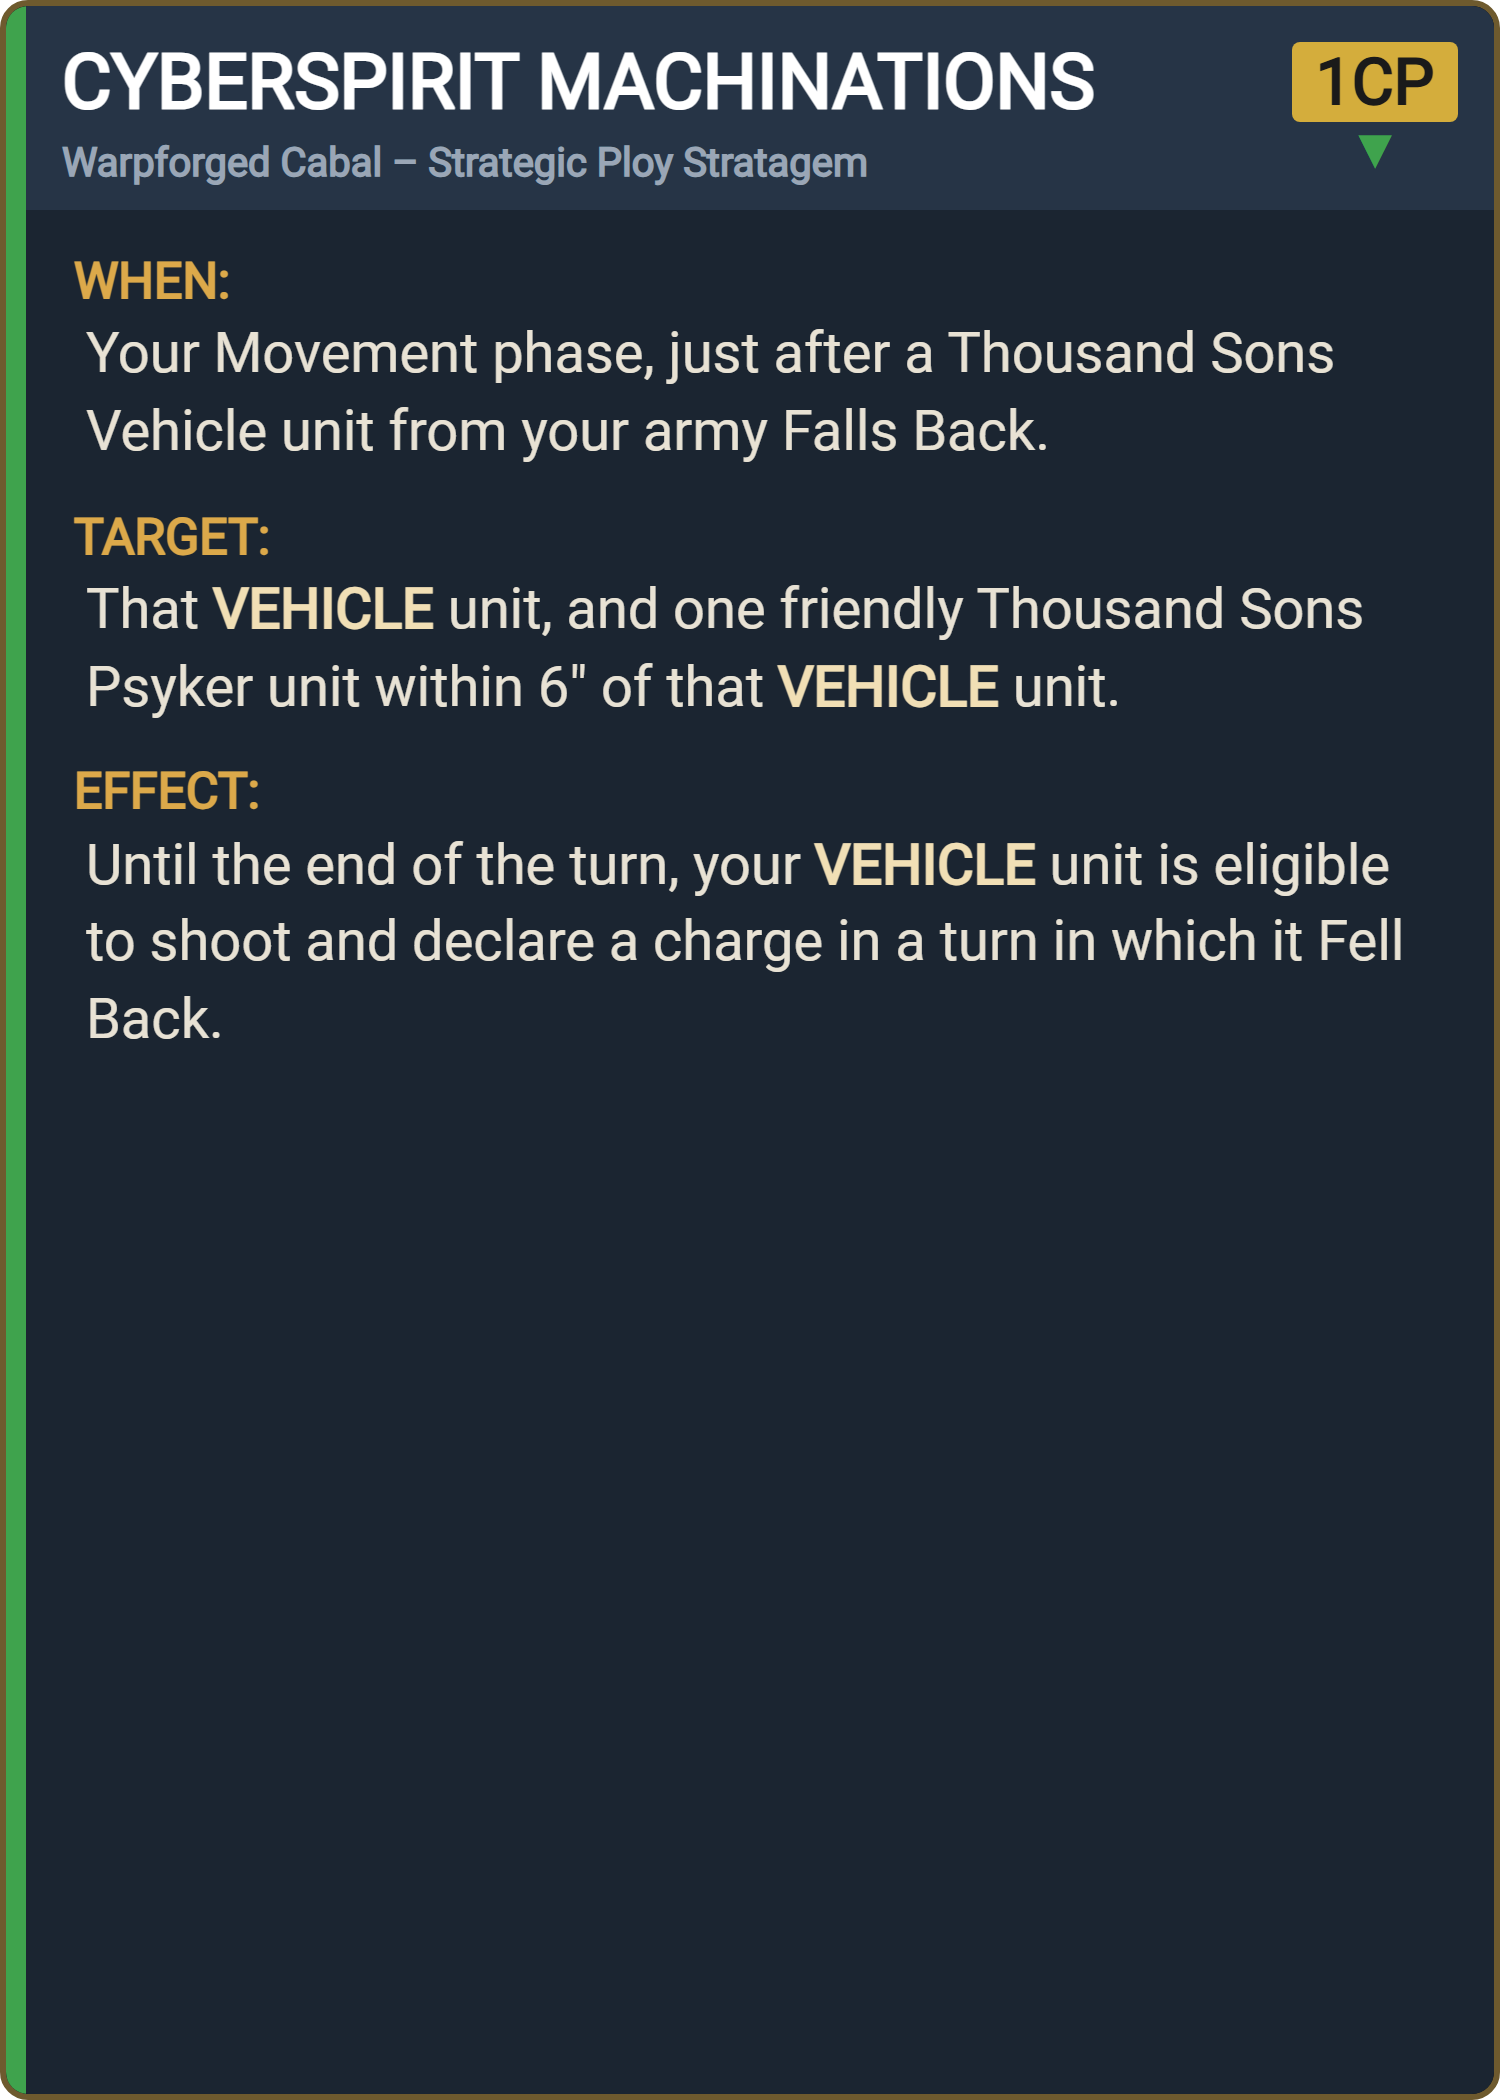 CYBERSPIRIT MACHINATIONS
1CP
Warpforged Cabal – Strategic Ploy Stratagem
WHEN:
Your Movement phase, just after a Thousand Sons
Vehicle unit from your army Falls Back.
TARGET:
That VEHICLE unit, and one friendly Thousand Sons
Psyker unit within 6" of that VEHICLE unit.
EFFECT:
Until the end of the turn, your VEHICLE unit is eligible
to shoot and declare a charge in a turn in which it Fell
Back.